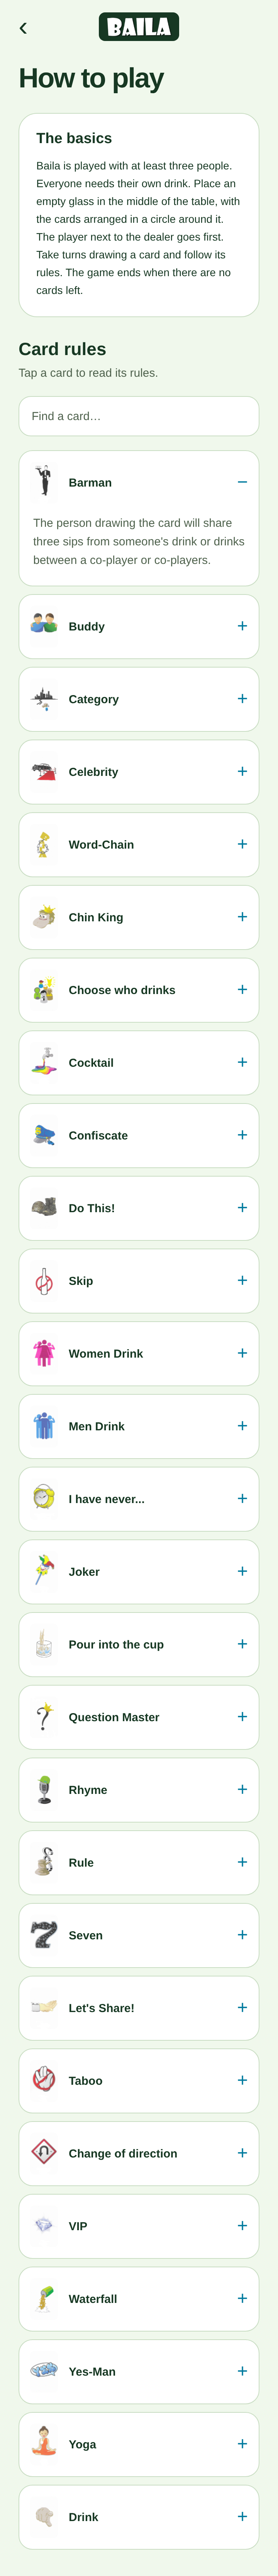 BAILA
How to play
The basics
Baila is played with at least three people.
Everyone needs their own drink. Place an
empty glass in the middle of the table, with
the cards arranged in a circle around it.
The player next to the dealer goes first.
Take turns drawing a card and follow its
rules. The game ends when there are no
cards left.
Card rules
Tap a card to read its rules.
Find a card…
Barman
The person drawing the card will share
three sips from someone's drink or drinks
between a co-player or co-players.
Buddy
Category
Celebrity
Word-Chain
Chin King
Choose who drinks
Cocktail
Confiscate
Do This!
Skip
Women Drink
Men Drink
I have never...
Joker
Pour into the cup
Question Master
Rhyme
Rule
Seven
Let's Share!
Taboo
Change of direction
VIP
Waterfall
Yes-Man
Yoga
Drink